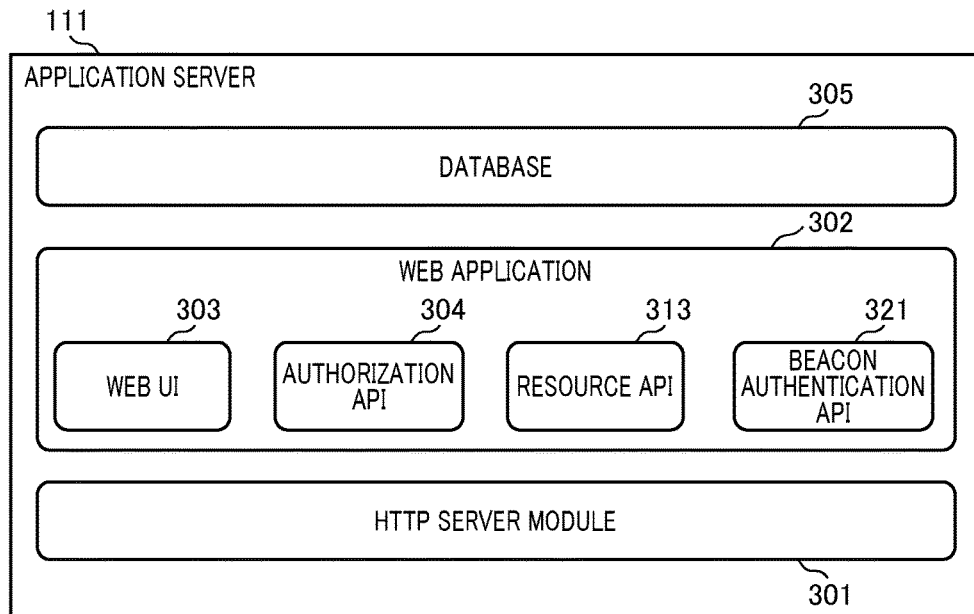 111
APPLICATION SERVER
305
DATABASE
302
WEB APPLICATION
303
304
313
321
WEB UI
AUTHORIZATION
API
RESOURCE API
BEACON
AUTHENTICATION
API
HTTP SERVER MODULE
301